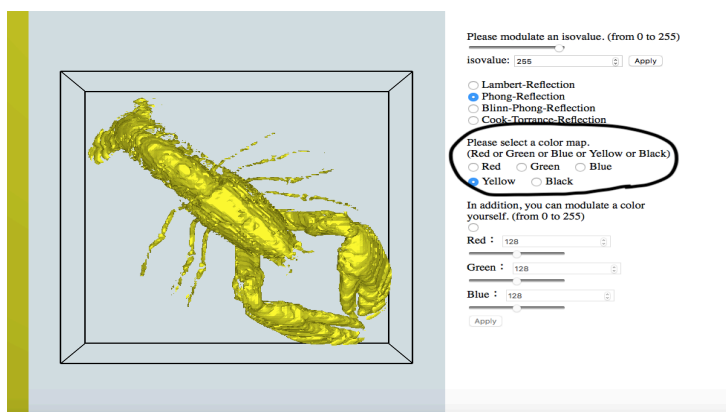 Please modulate an isovalue. (from 0 to 255)
isovalue: 255 Apply
Lambert-Reflection
Phong-Reflection
Blinn-Phong-Reflection
Cook-Torrance-Reflection
Please select a color map.
(Red or Green or Blue or Yellow or Black)
Red Green Blue
Yellow Black
In addition, you can modulate a color
yourself. (from 0 to 255)
Red : 128
Green : 128
Blue : 128
Apply